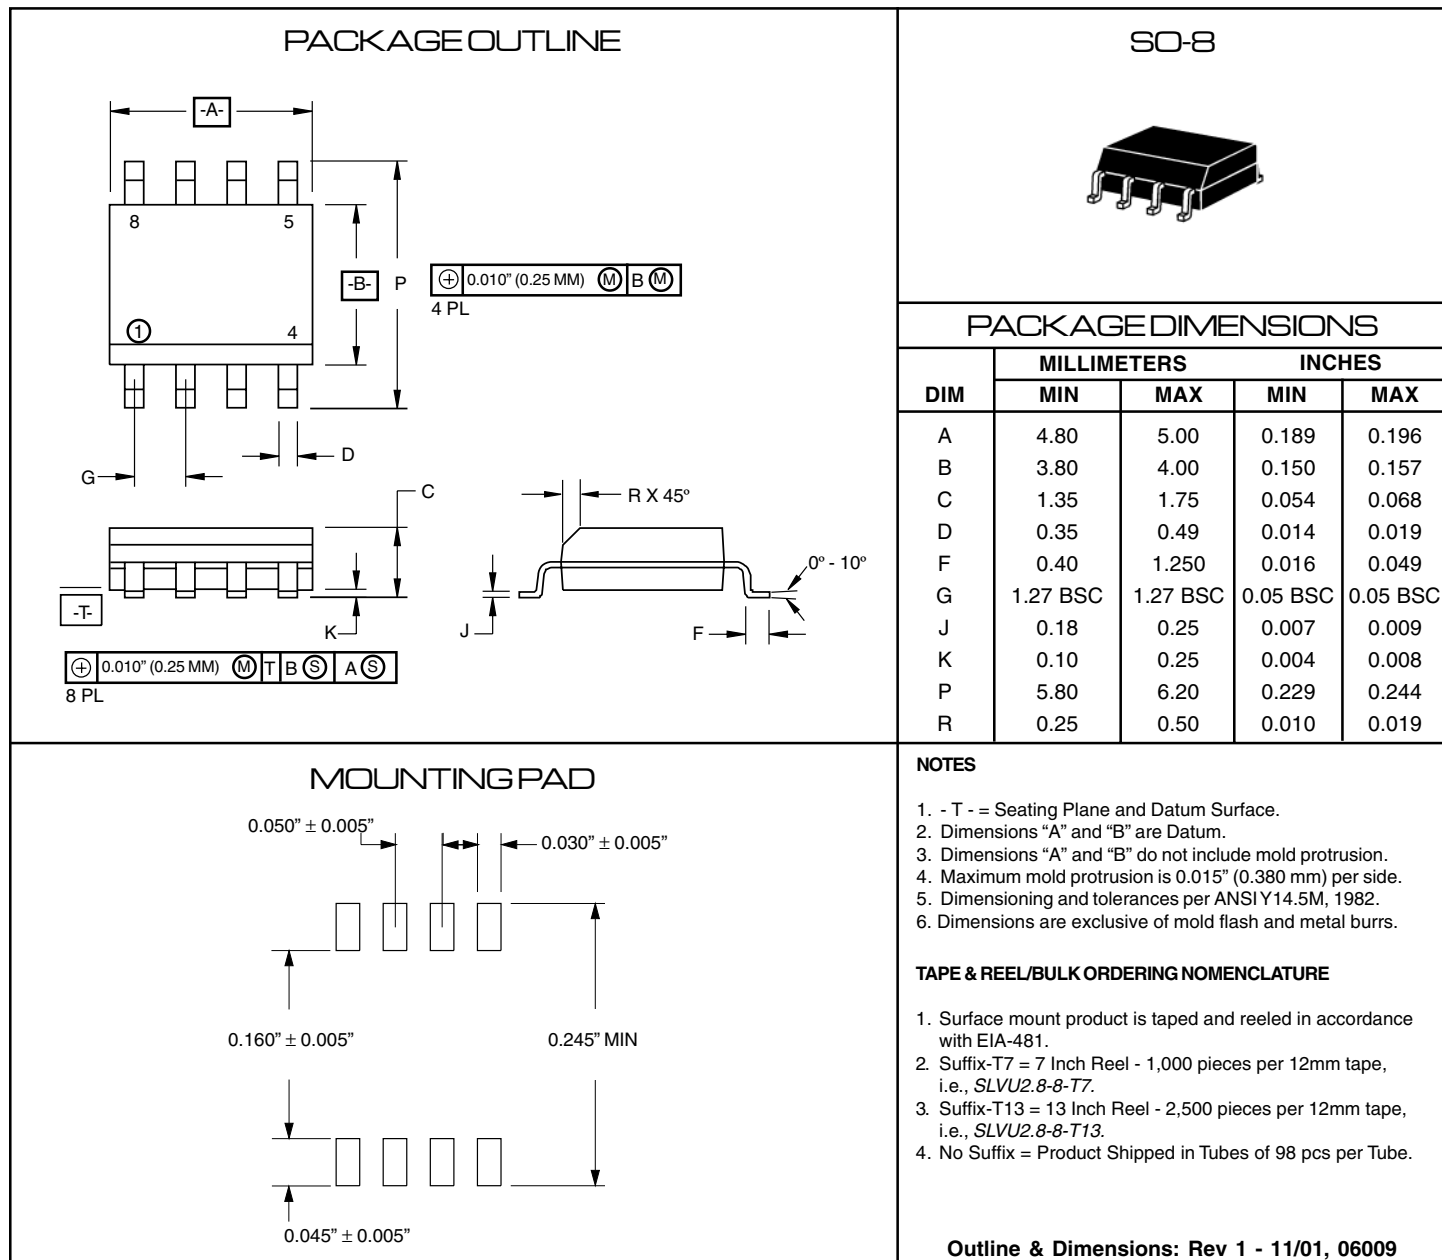 PACKAGE OUTLINE
-A-
8 5
-B- P
1 4
0.010” (0.25 MM) M B M
4 PL
D
G
C
-T-
K
0.010” (0.25 MM) M T B S A S
8 PL
R X 45º
0º - 10º
J
F
SO-8
PACKAGE DIMENSIONS
MILLIMETERS INCHES
DIM MIN MAX MIN MAX
A 4.80 5.00 0.189 0.196
B 3.80 4.00 0.150 0.157
C 1.35 1.75 0.054 0.068
D 0.35 0.49 0.014 0.019
F 0.40 1.250 0.016 0.049
G 1.27 BSC 1.27 BSC 0.05 BSC 0.05 BSC
J 0.18 0.25 0.007 0.009
K 0.10 0.25 0.004 0.008
P 5.80 6.20 0.229 0.244
R 0.25 0.50 0.010 0.019
MOUNTING PAD
0.050” ± 0.005”
0.030” ± 0.005”
0.160” ± 0.005”
0.245” MIN
0.045” ± 0.005”
NOTES
1. - T - = Seating Plane and Datum Surface.
2. Dimensions “A” and “B” are Datum.
3. Dimensions “A” and “B” do not include mold protrusion.
4. Maximum mold protrusion is 0.015” (0.380 mm) per side.
5. Dimensioning and tolerances per ANSI Y14.5M, 1982.
6. Dimensions are exclusive of mold flash and metal burrs.
TAPE & REEL/BULK ORDERING NOMENCLATURE
1. Surface mount product is taped and reeled in accordance
with EIA-481.
2. Suffix-T7 = 7 Inch Reel - 1,000 pieces per 12mm tape,
i.e., SLVU2.8-8-T7.
3. Suffix-T13 = 13 Inch Reel - 2,500 pieces per 12mm tape,
i.e., SLVU2.8-8-T13.
4. No Suffix = Product Shipped in Tubes of 98 pcs per Tube.
Outline & Dimensions: Rev 1 - 11/01, 06009